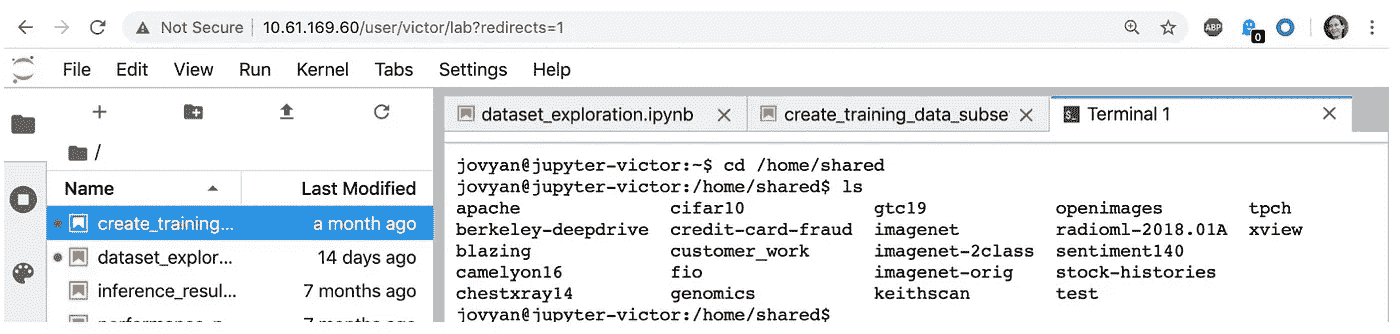 Not Secure | 10.61.169.60/user/victor/lab?redirects=1
ABP
0
File Edit View Run Kernel Tabs Settings Help
dataset_exploration.ipynb create_training_data_subse Terminal 1
/
Name Last Modified
create_training... a month ago
dataset_explor... 14 days ago
inference_resul... 7 months ago
7 months ago
jovyan@jupyter-victor:~$ cd /home/shared
jovyan@jupyter-victor:/home/shared$ ls
apache cifar10 gtc19 openimages tpch
berkeley-deepdrive credit-card-fraud imagenet radioml-2018.01A xview
blazing customer_work imagenet-2class sentiment140
camelyon16 fio imagenet-orig stock-histories
chestxray14 genomics keithscan test
jovyan@jupyter-victor:/home/shared$